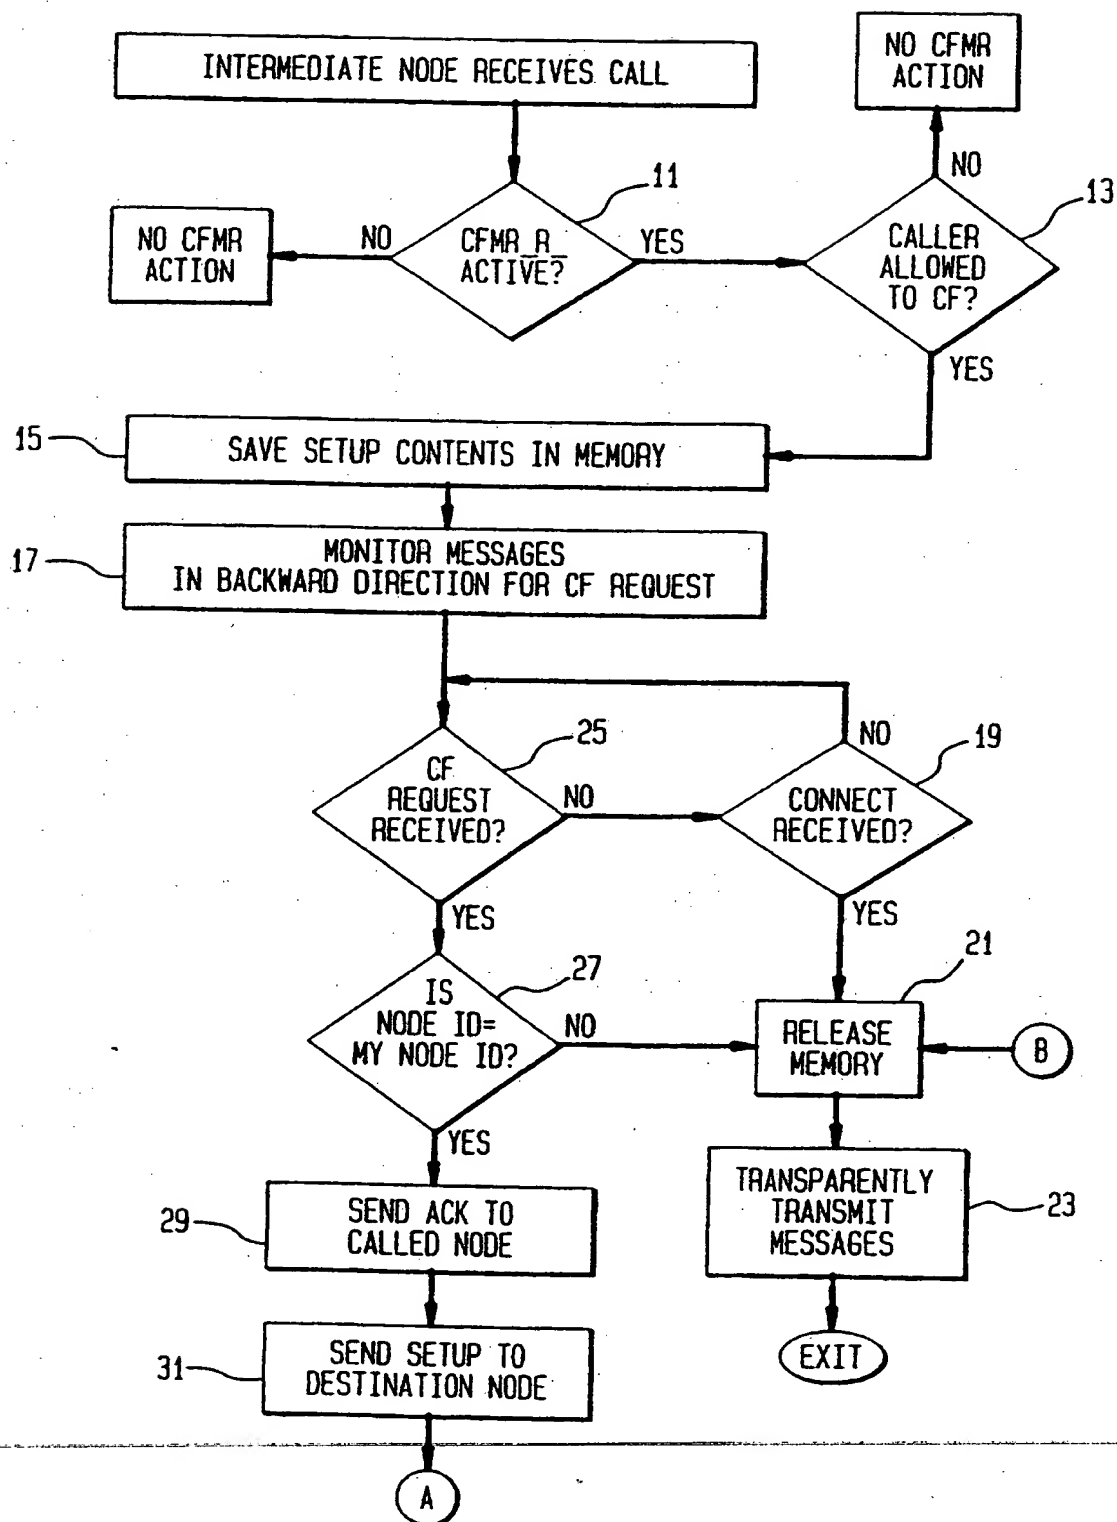 INTERMEDIATE NODE RECEIVES CALL
NO CFMR
ACTION
NO
11
13
NO CFMR
ACTION
NO
CFMR_R_
ACTIVE?
YES
CALLER
ALLOWED
TO CF?
YES
15
SAVE SETUP CONTENTS IN MEMORY
17
MONITOR MESSAGES
IN BACKWARD DIRECTION FOR CF REQUEST
25
NO
19
CF
REQUEST
RECEIVED?
NO
CONNECT
RECEIVED?
YES
YES
27
21
IS
NODE ID=
MY NODE ID?
NO
RELEASE
MEMORY
B
YES
29
SEND ACK TO
CALLED NODE
TRANSPARENTLY
TRANSMIT
MESSAGES
23
31
SEND SETUP TO
DESTINATION NODE
EXIT
A